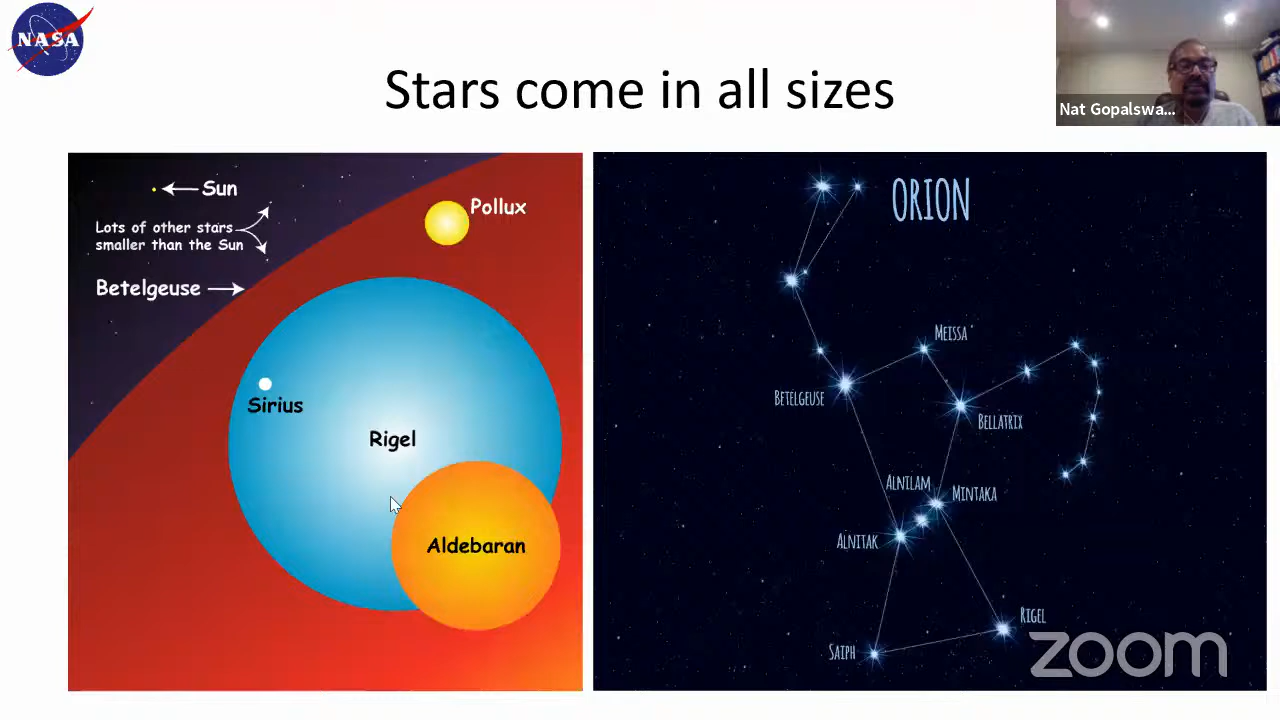 NASA
Nat Gopalswa...
Stars come in all sizes
Sun
Lots of other stars
smaller than the Sun
Betelgeuse
Pollux
Sirius
Rigel
Aldebaran
ORION
MEISSA
BETELGEUSE
BELLATRIX
ALNILAM
MINTAKA
ALNITAK
RIGEL
SAIPH
zoom